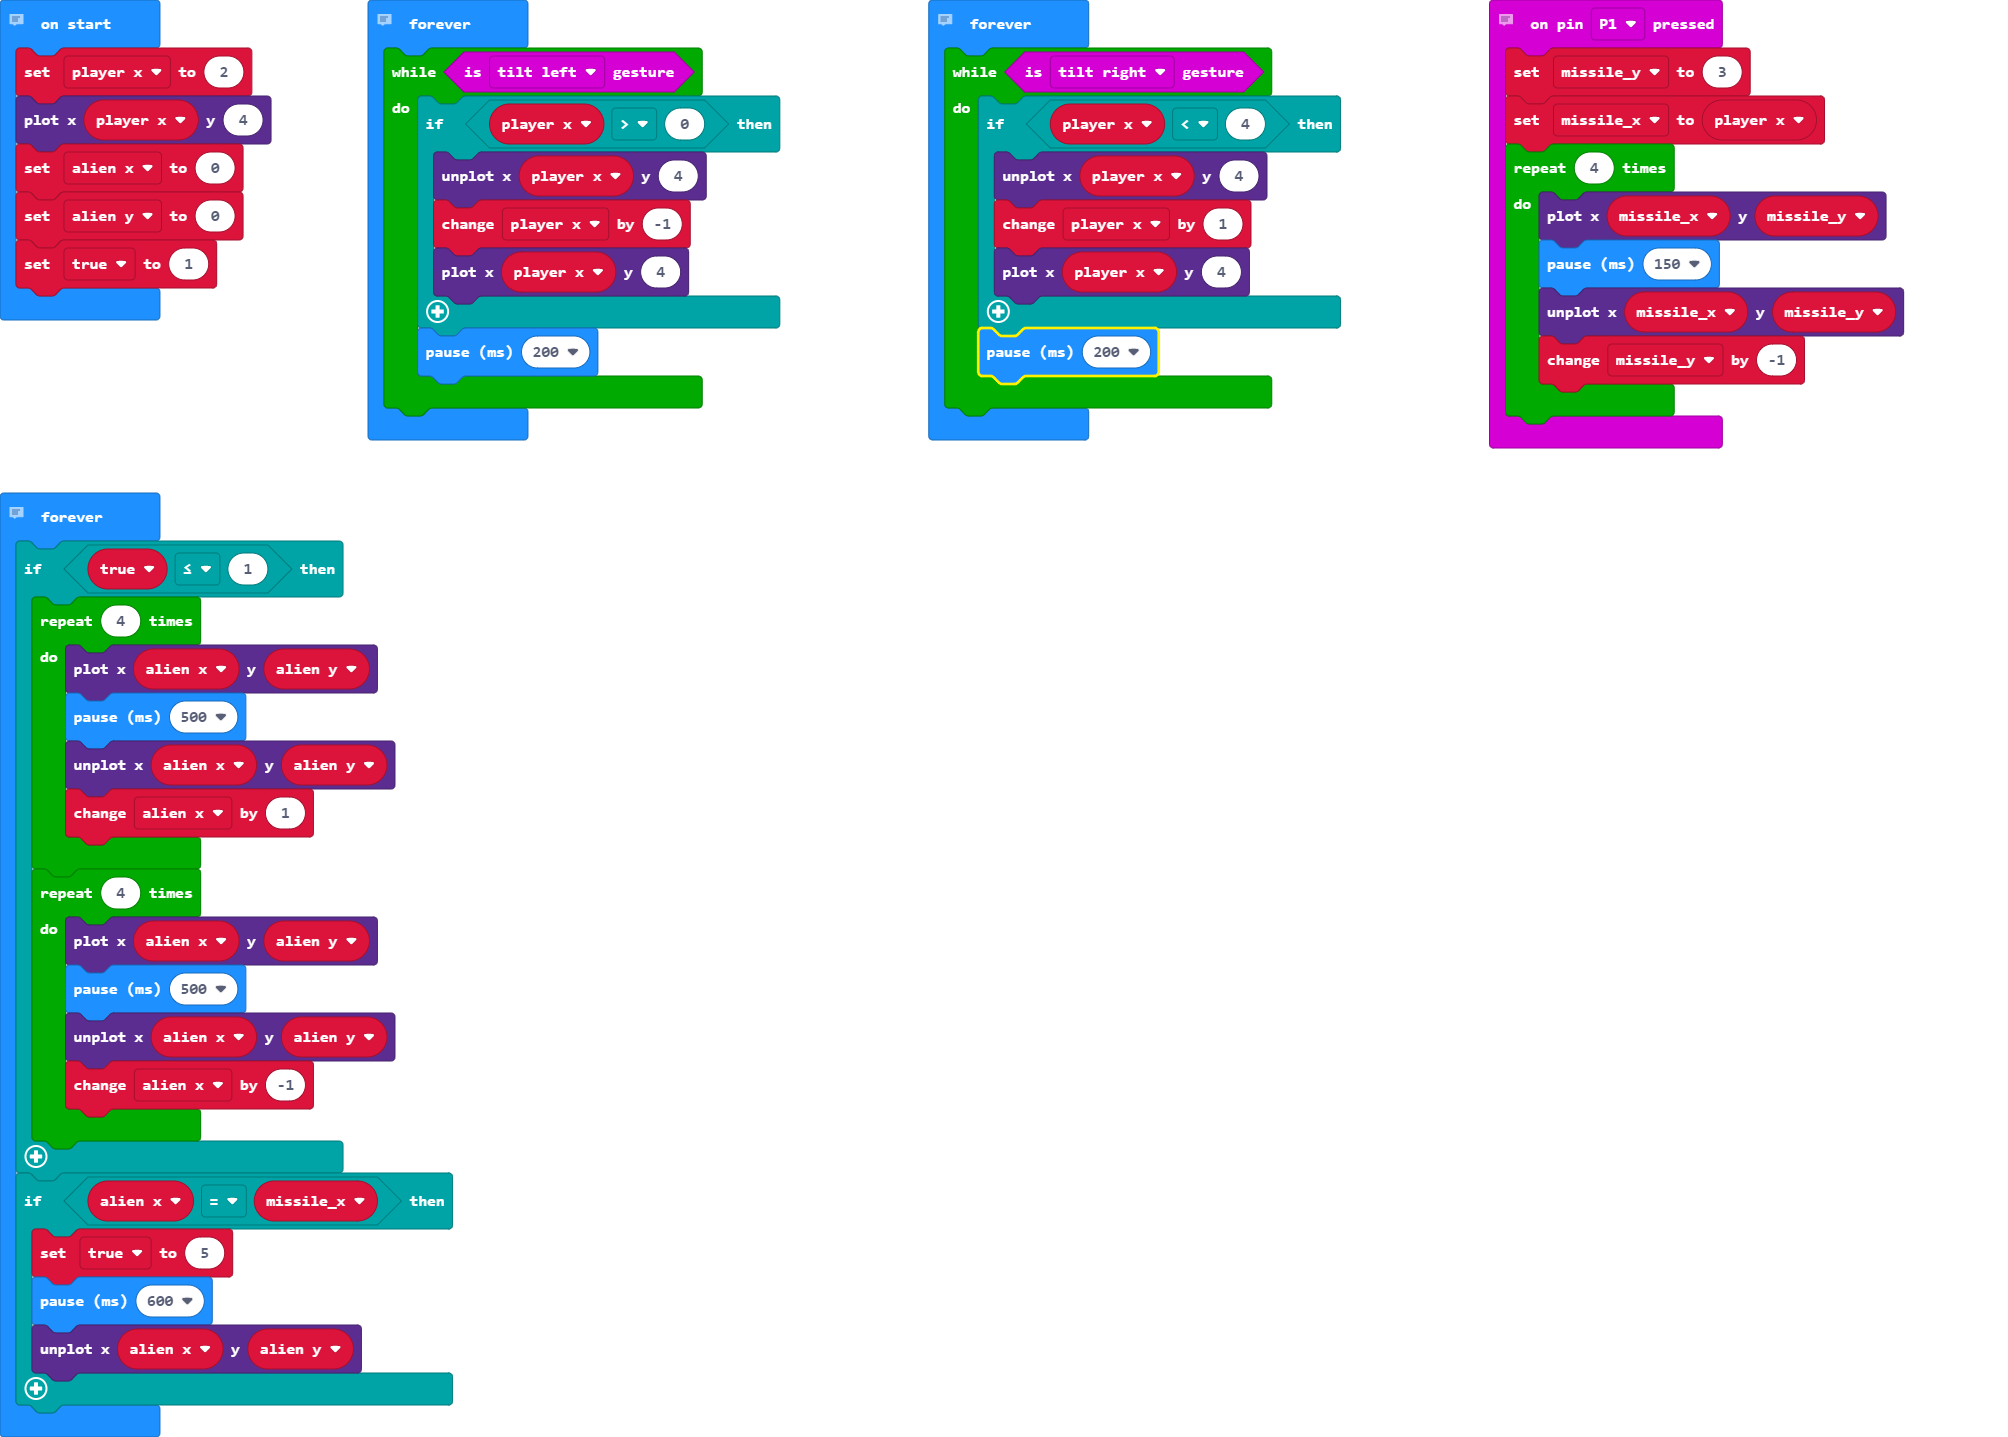 on start
set player x to 2
plot x player x y 4
set alien x to 0
set alien y to 0
set true to 1
forever
while is tilt left gesture
do
if player x > 0 then
unplot x player x y 4
change player x by -1
plot x player x y 4
pause (ms) 200
forever
while is tilt right gesture
do
if player x < 4 then
unplot x player x y 4
change player x by 1
plot x player x y 4
pause (ms) 200
on pin P1 pressed
set missile_y to 3
set missile_x to player x
repeat 4 times
do
plot x missile_x y missile_y
pause (ms) 150
unplot x missile_x y missile_y
change missile_y by -1
forever
if true ≤ 1 then
repeat 4 times
do
plot x alien x y alien y
pause (ms) 500
unplot x alien x y alien y
change alien x by 1
repeat 4 times
do
plot x alien x y alien y
pause (ms) 500
unplot x alien x y alien y
change alien x by -1
if alien x = missile_x then
set true to 5
pause (ms) 600
unplot x alien x y alien y